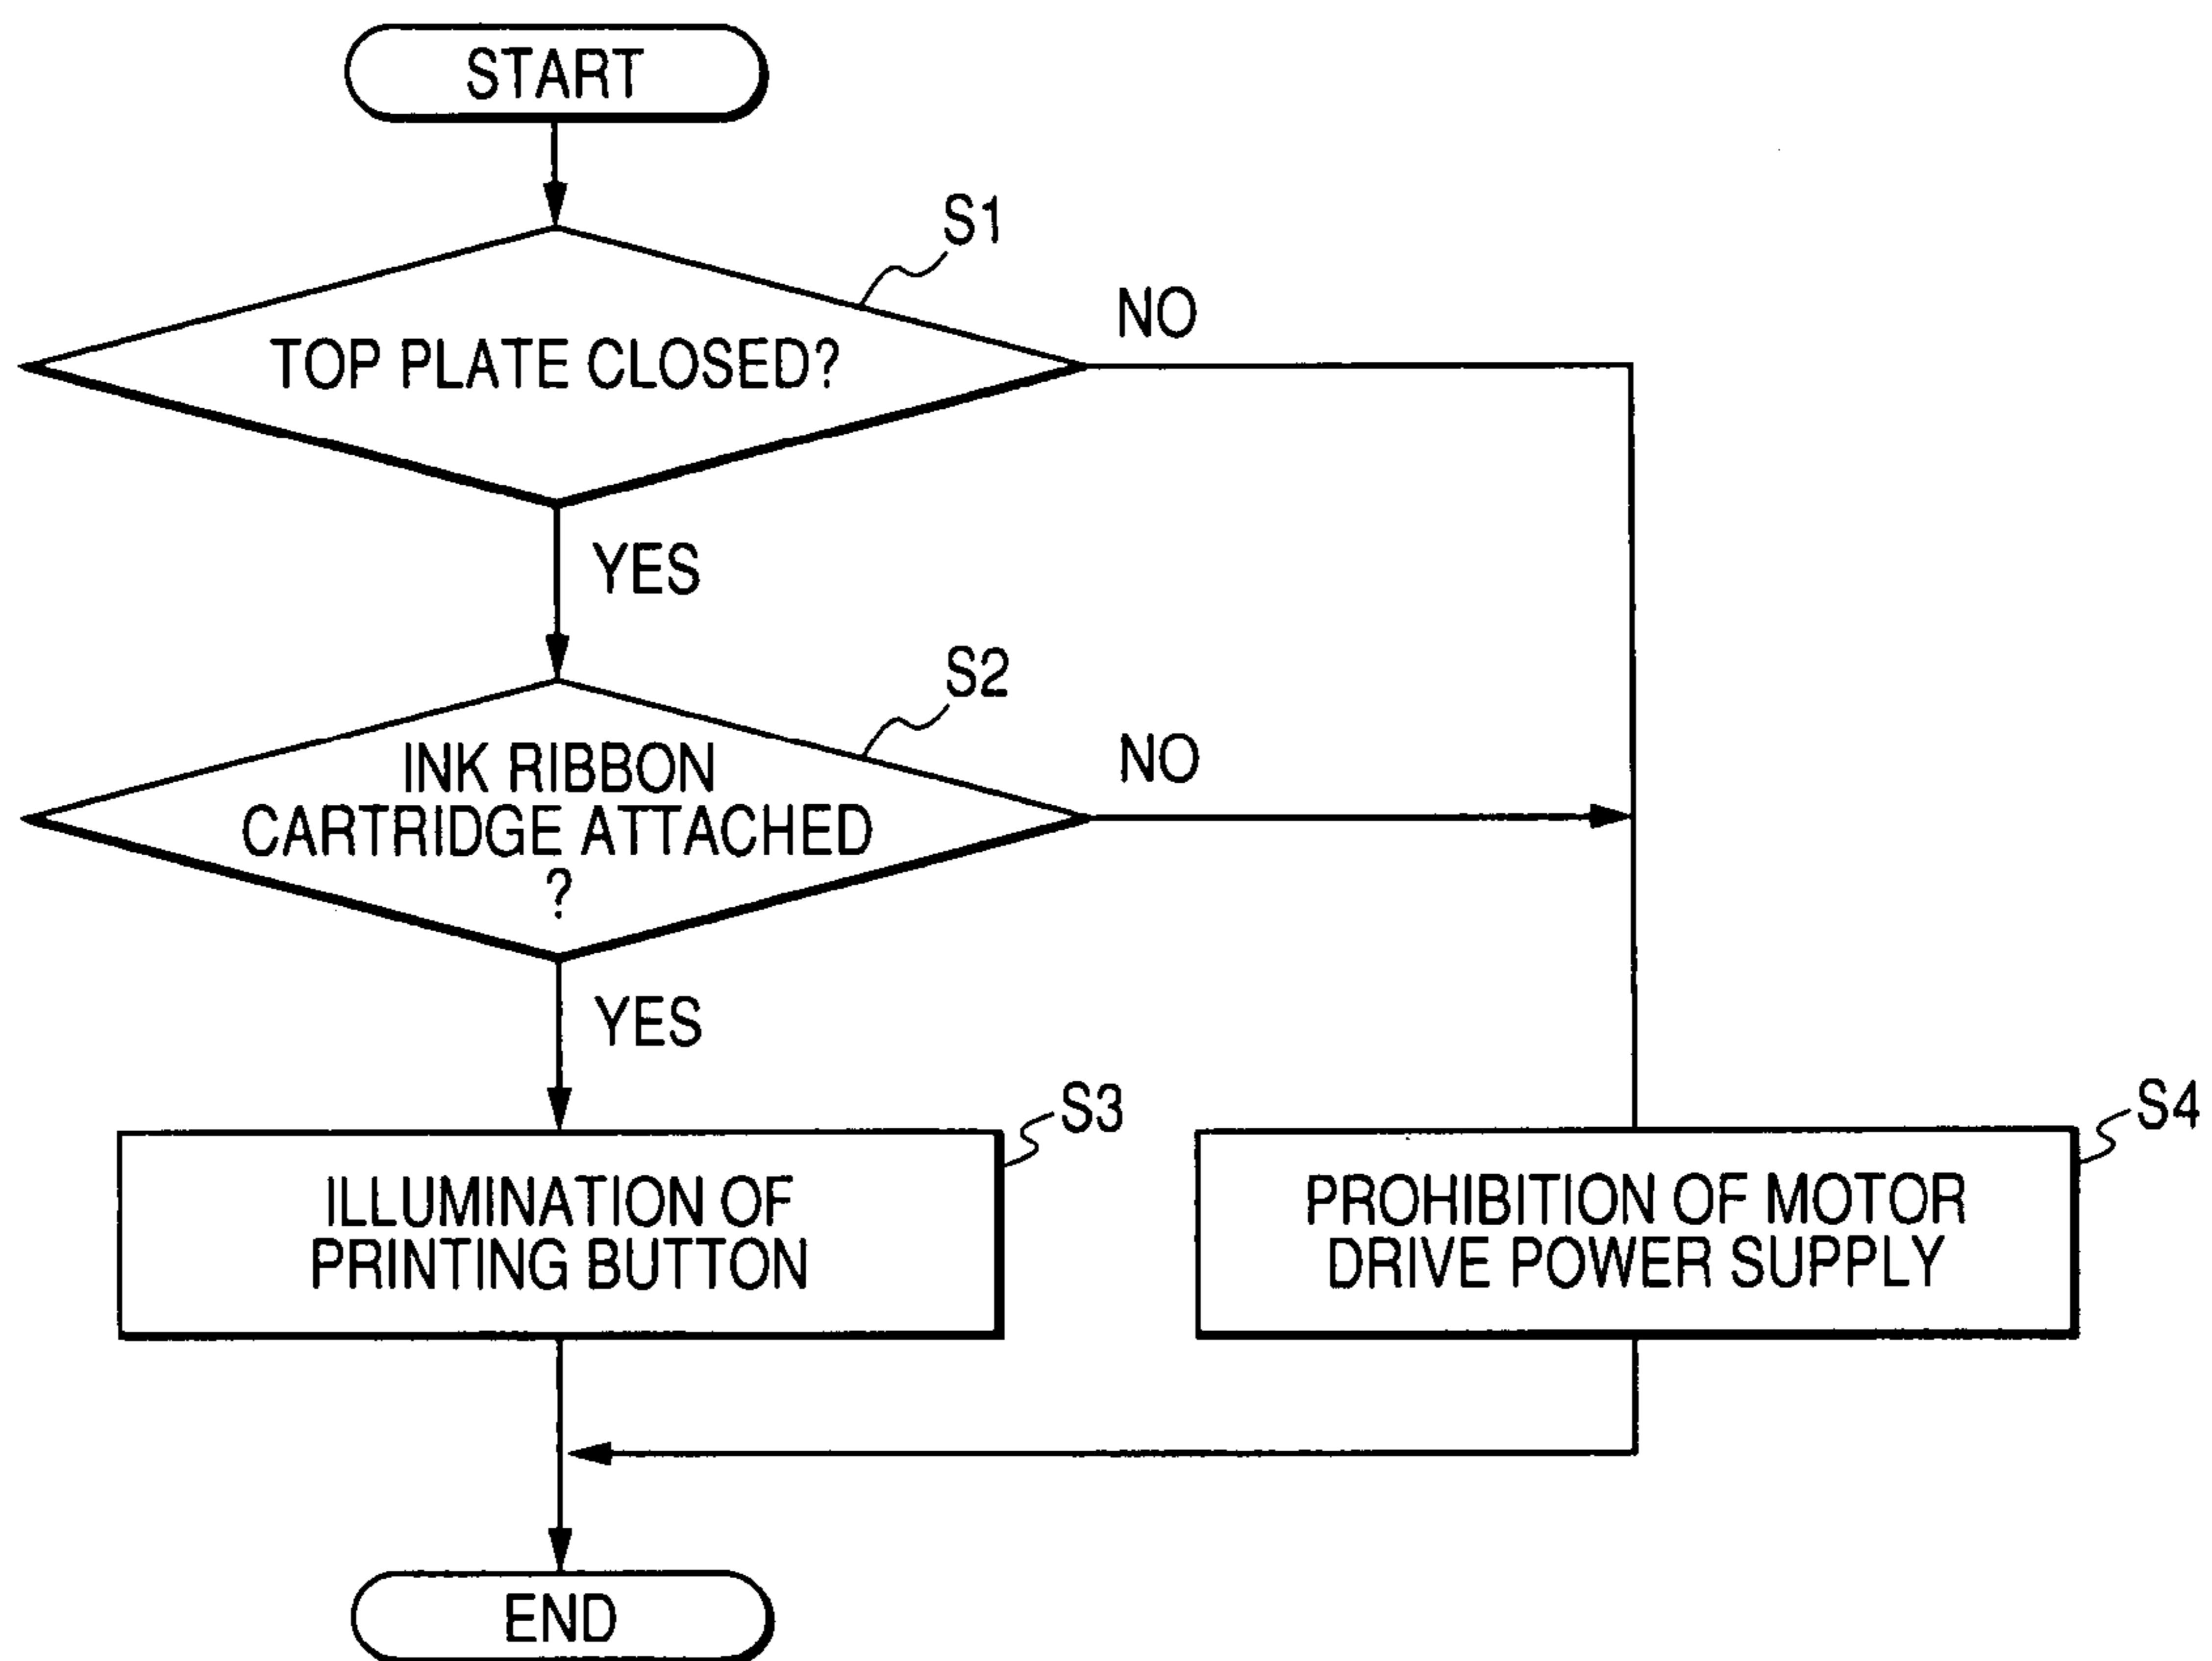 START
S1
NO
TOP PLATE CLOSED?
YES
S2
NO
INK RIBBON
CARTRIDGE ATTACHED
?
YES
S3
S4
ILLUMINATION OF
PRINTING BUTTON
PROHIBITION OF MOTOR
DRIVE POWER SUPPLY
END